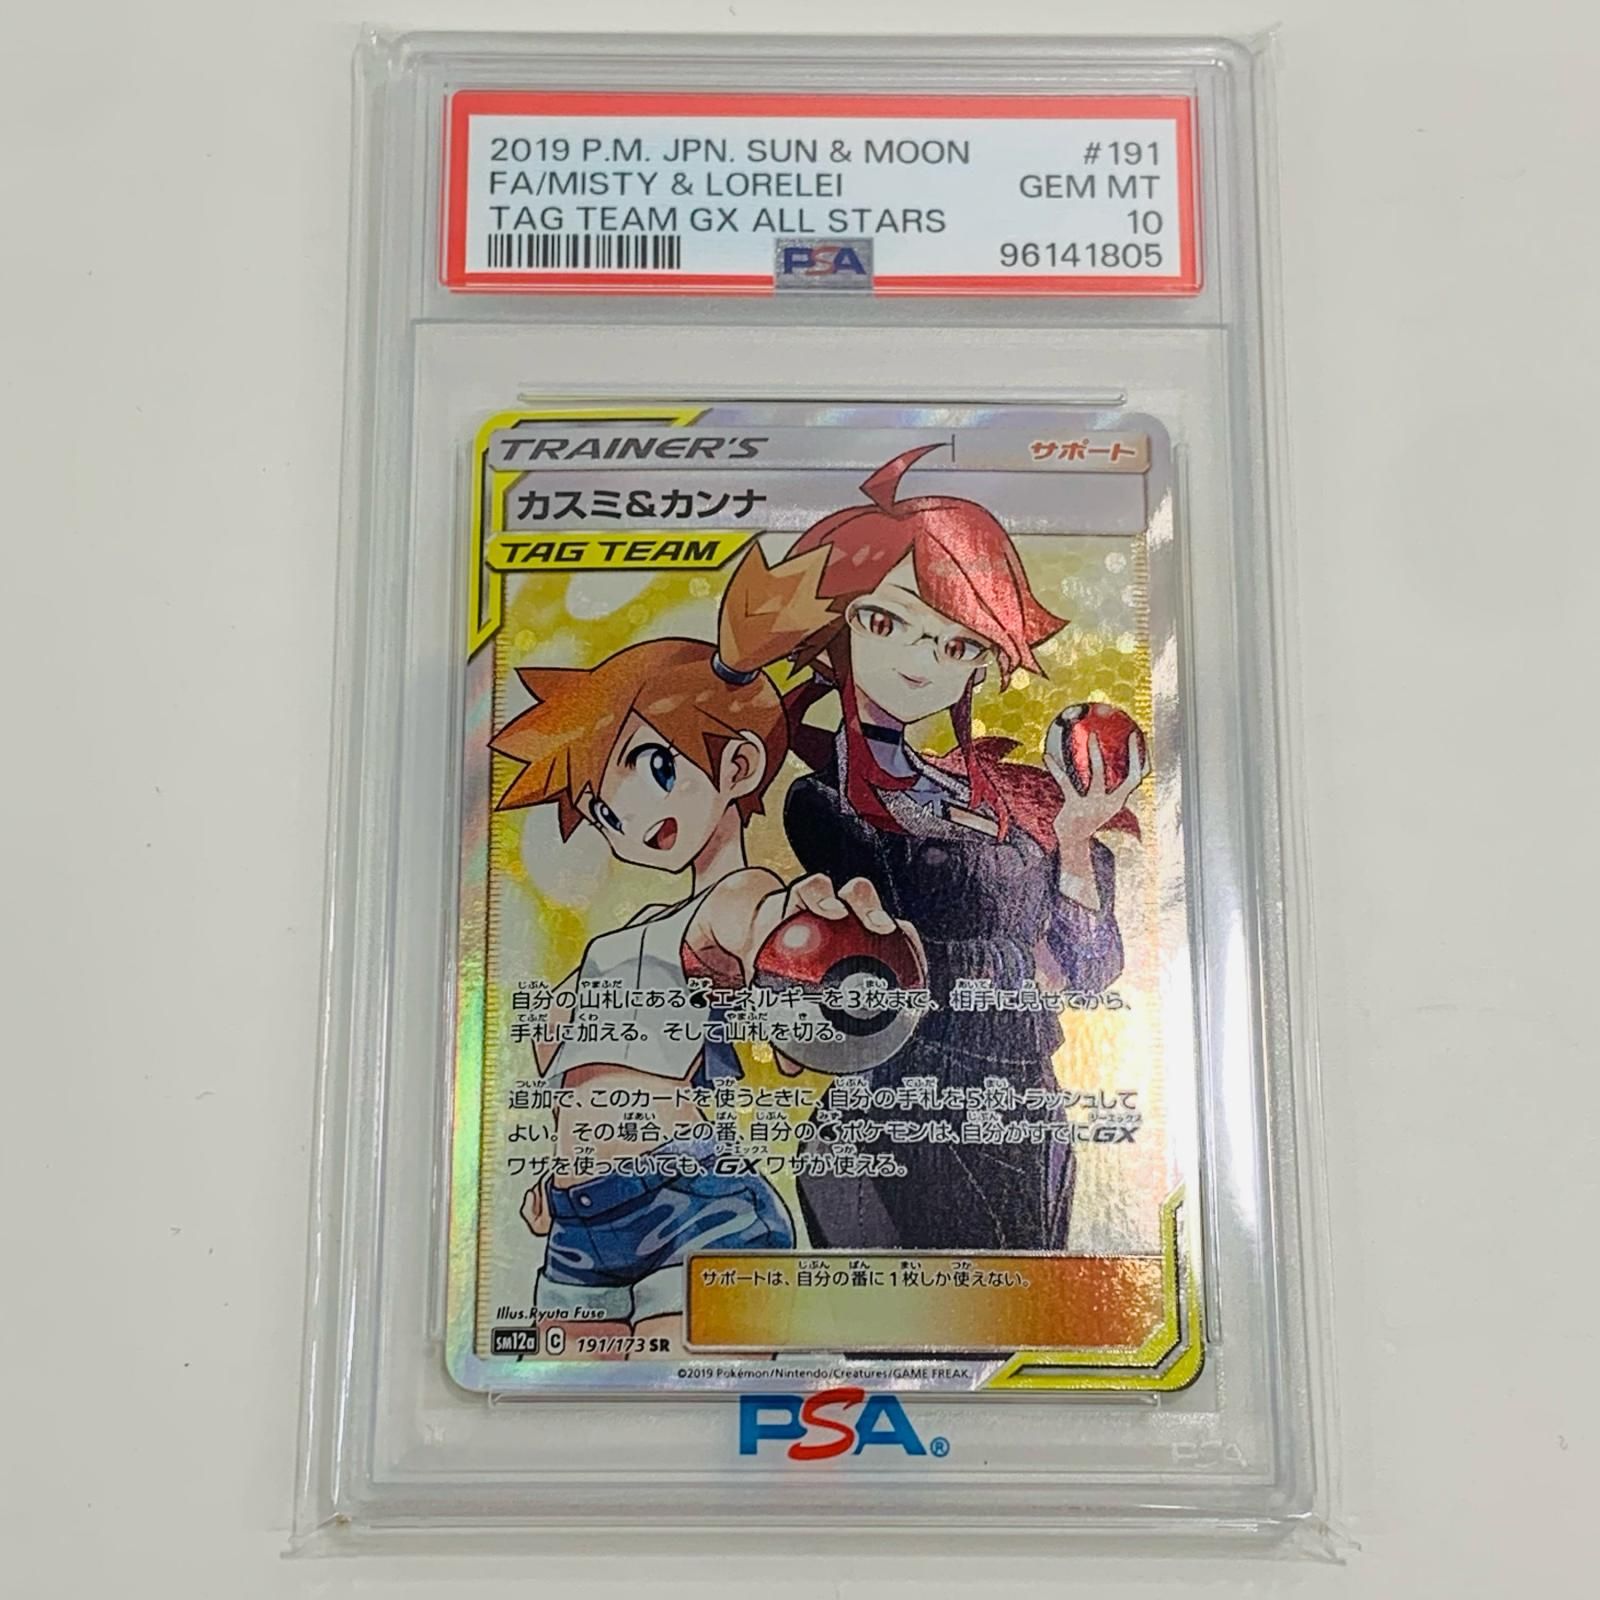 2019 P.M. JPN. SUN & MOON #191
FA/MISTY & LORELEI GEM MT
TAG TEAM GX ALL STARS 10
PSA 96141805
TRAINER'S サポート
カスミ&カンナ
TAG TEAM
自分の山札にあるエネルギーを3枚まで、相手に見せてから、
手札に加える。そして山札を切る。
追加で、このカードを使うときに、自分の手札を5枚トラッシュして
よい。その場合、この番、自分のポケモンは、自分がすでにGX
ワザを使っていても、GXワザが使える。
サポートは、自分の番に1枚しか使えない。
Illus.Ryuta Fuse
SM12a C 191/173 SR
©2019 Pokémon/Nintendo/Creatures/GAME FREAK.
PSA®
PSA